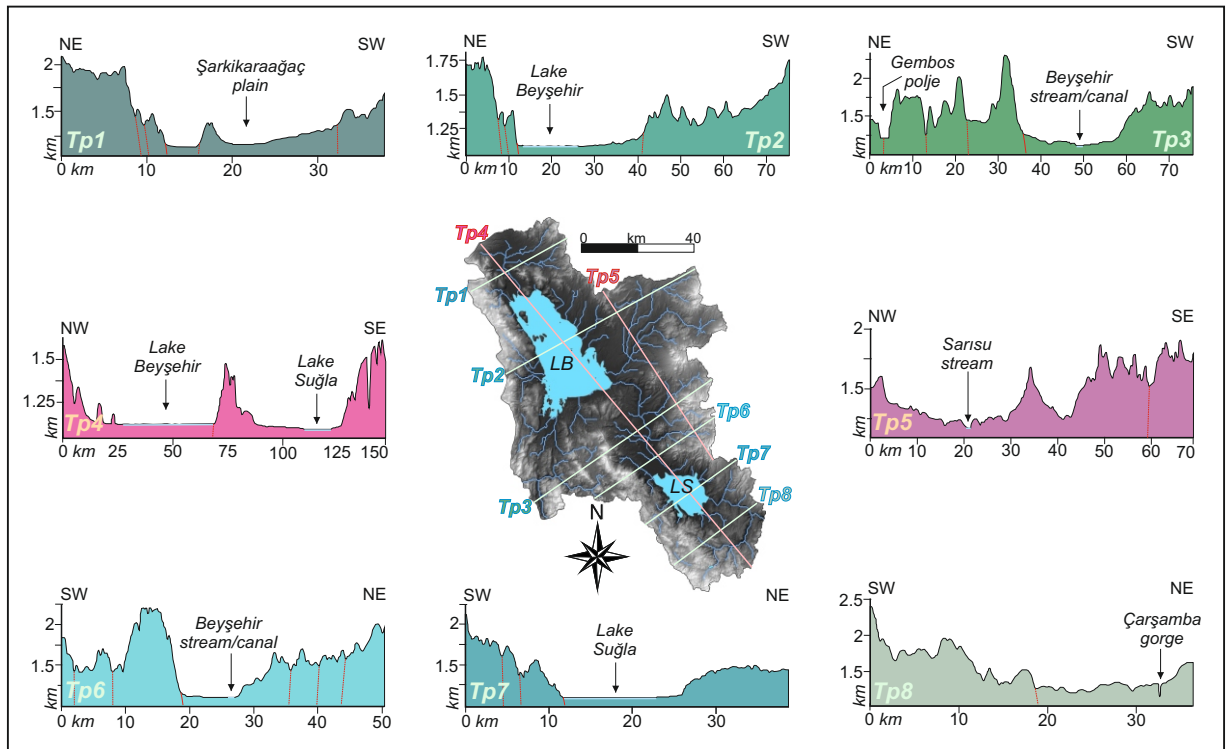 NE SW
2
1.5
km
Şarkikaraağaç
plain
Tp1
0 km 10 20 30
NE SW
1.75
1.5
1.25
km
Lake
Beyşehir
Tp2
0 km 10 20 30 40 50 60 70
NE SW
2
1.5
km
Gembos
polje
Beyşehir
stream/canal
Tp3
0 km 10 20 30 40 50 60 70
NW SE
1.5
1.25
km
Lake
Beyşehir
Lake
Suğla
Tp4
0 km 25 50 75 100 125 150
Tp4
0 km 40
Tp5
Tp1
LB
Tp2
Tp6
Tp7
LS
Tp8
Tp3
N
NW SE
2
1.5
km
Sarısu
stream
Tp5
0 km 10 20 30 40 50 60 70
SW NE
2
1.5
km
Beyşehir
stream/canal
Tp6
0 km 10 20 30 40 50
SW NE
2
1.5
km
Lake
Suğla
Tp7
0 km 10 20 30
SW NE
2.5
2
1.5
1
km
Çarşamba
gorge
Tp8
0 km 10 20 30